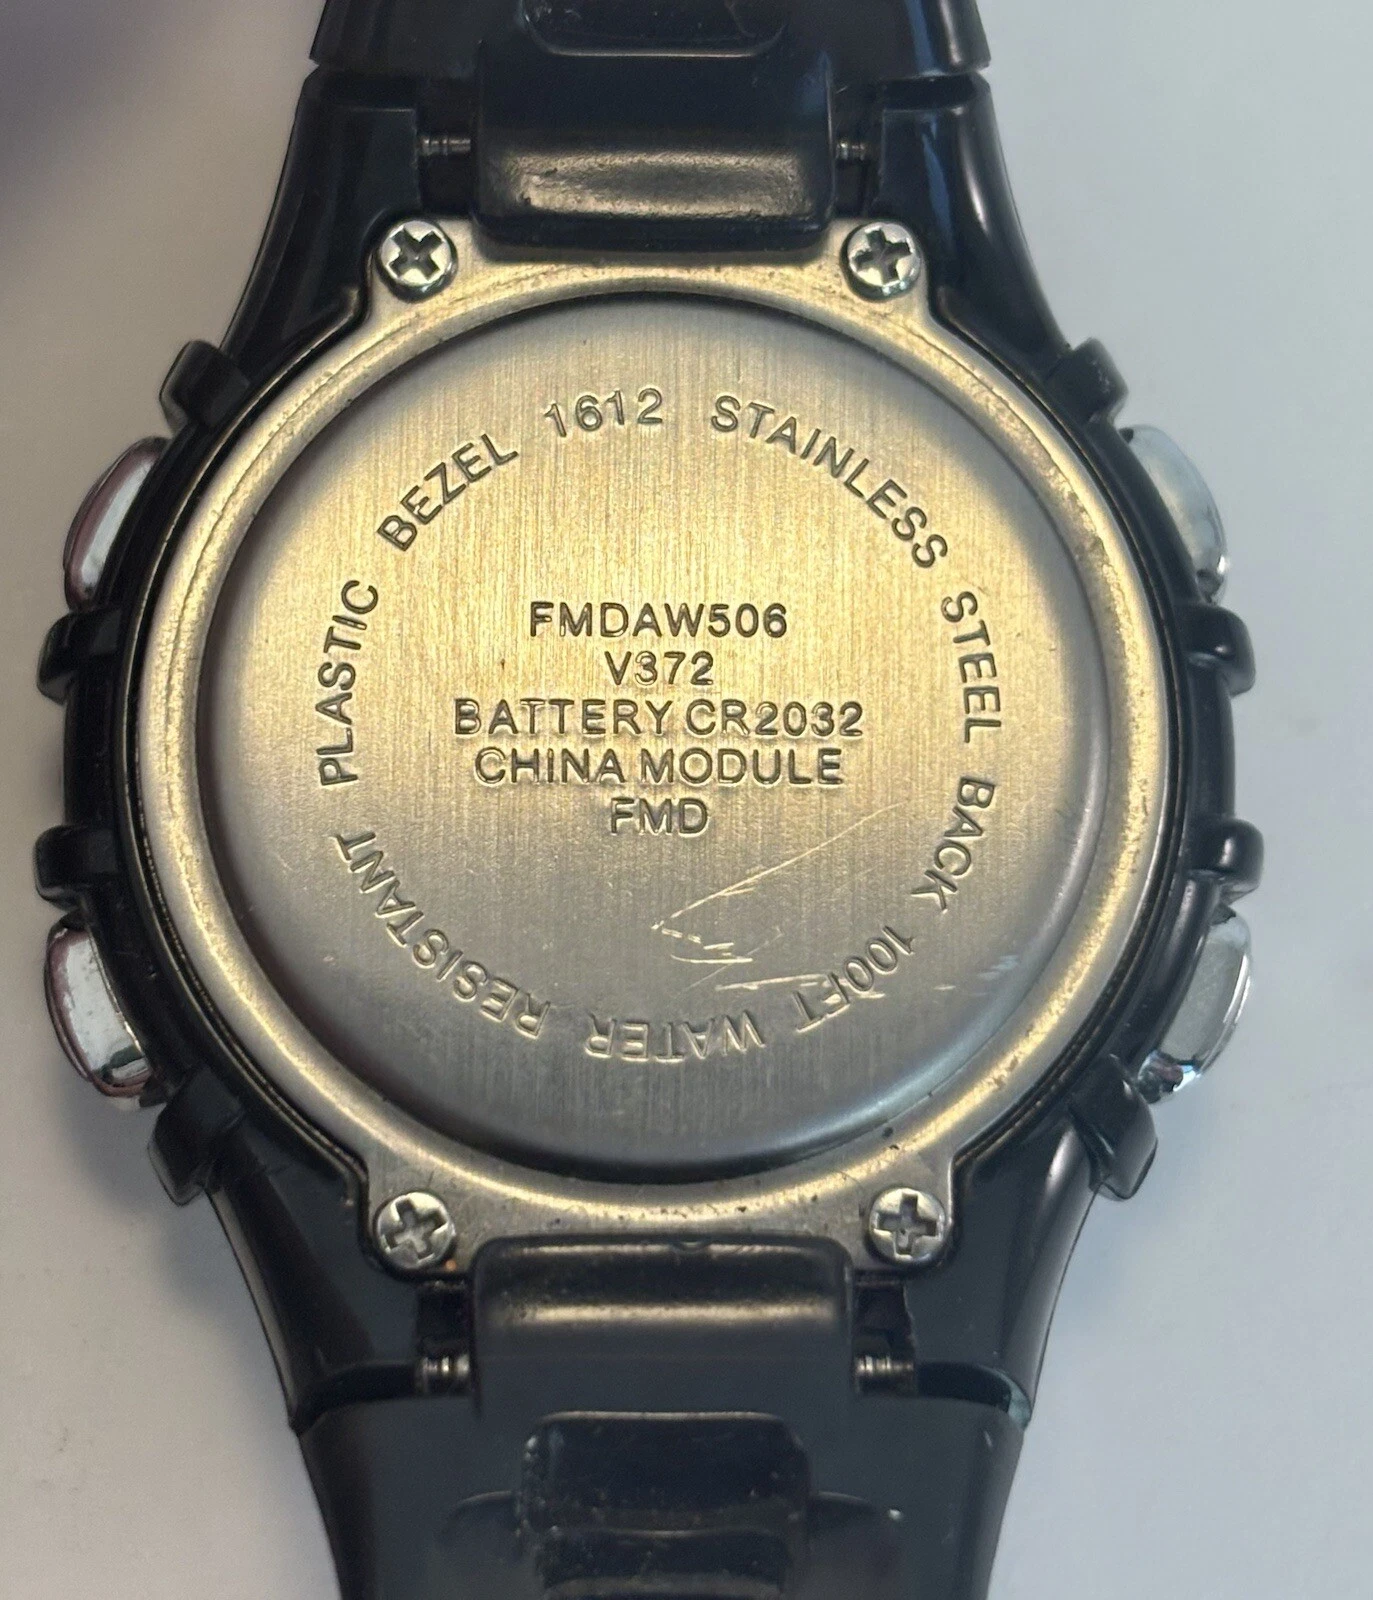 PLASTIC BEZEL 1612 STAINLESS STEEL BACK 100FT WATER RESISTANT
FMDAW506
V372
BATTERY CR2032
CHINA MODULE
FMD